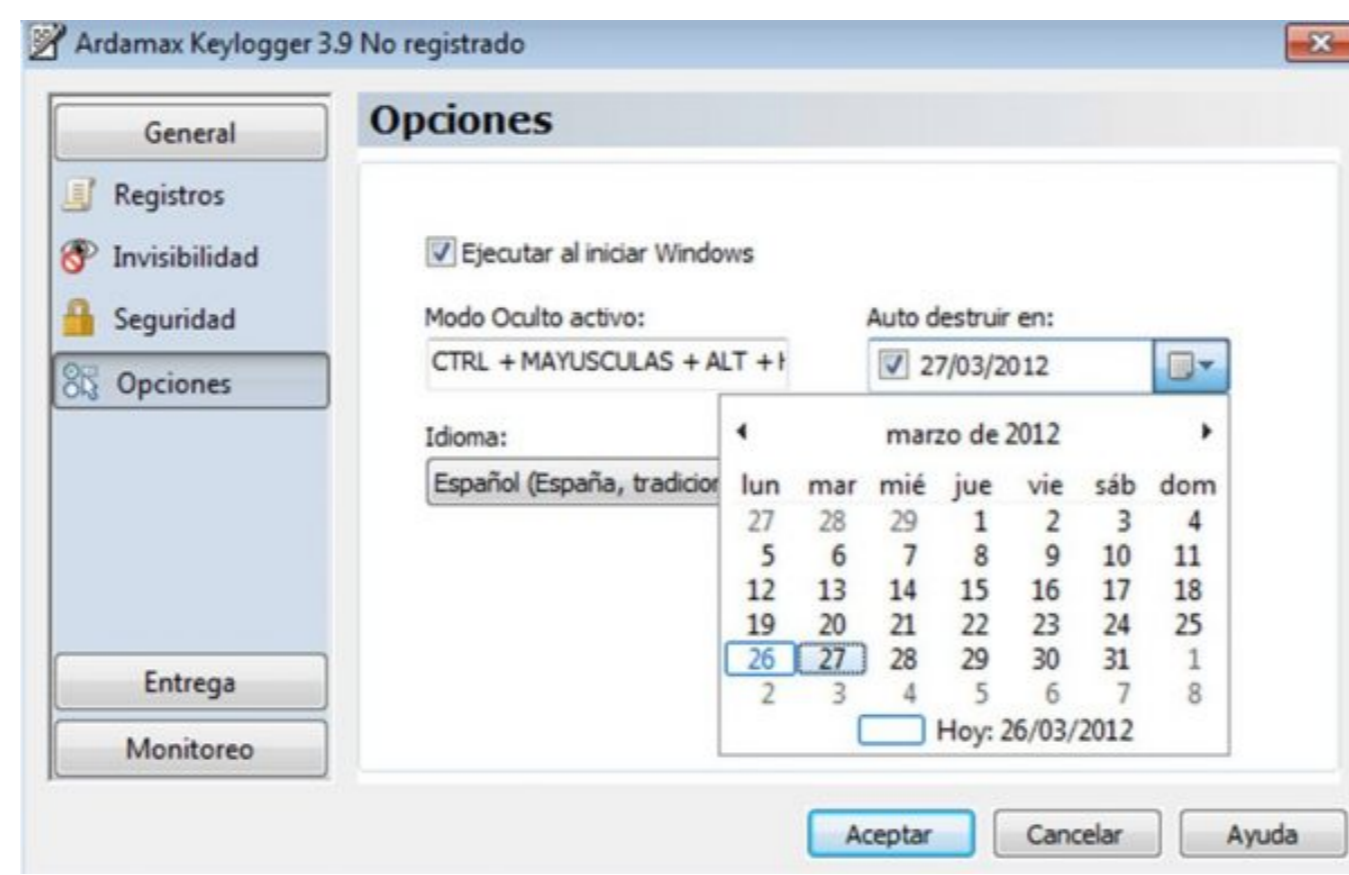 Ardamax Keylogger 3.9 No registrado
General
Registros
Invisibilidad
Seguridad
Opciones
Entrega
Monitoreo
Opciones
Ejecutar al iniciar Windows
Modo Oculto activo:
CTRL + MAYUSCULAS + ALT +
Auto destruir en:
27/03/2012
Idioma:
Español (España, tradicion
marzo de 2012
lun mar mié jue vie sáb dom
27 28 29 1 2 3 4
5 6 7 8 9 10 11
12 13 14 15 16 17 18
19 20 21 22 23 24 25
26 27 28 29 30 31 1
2 3 4 5 6 7 8
Hoy: 26/03/2012
Aceptar
Cancelar
Ayuda